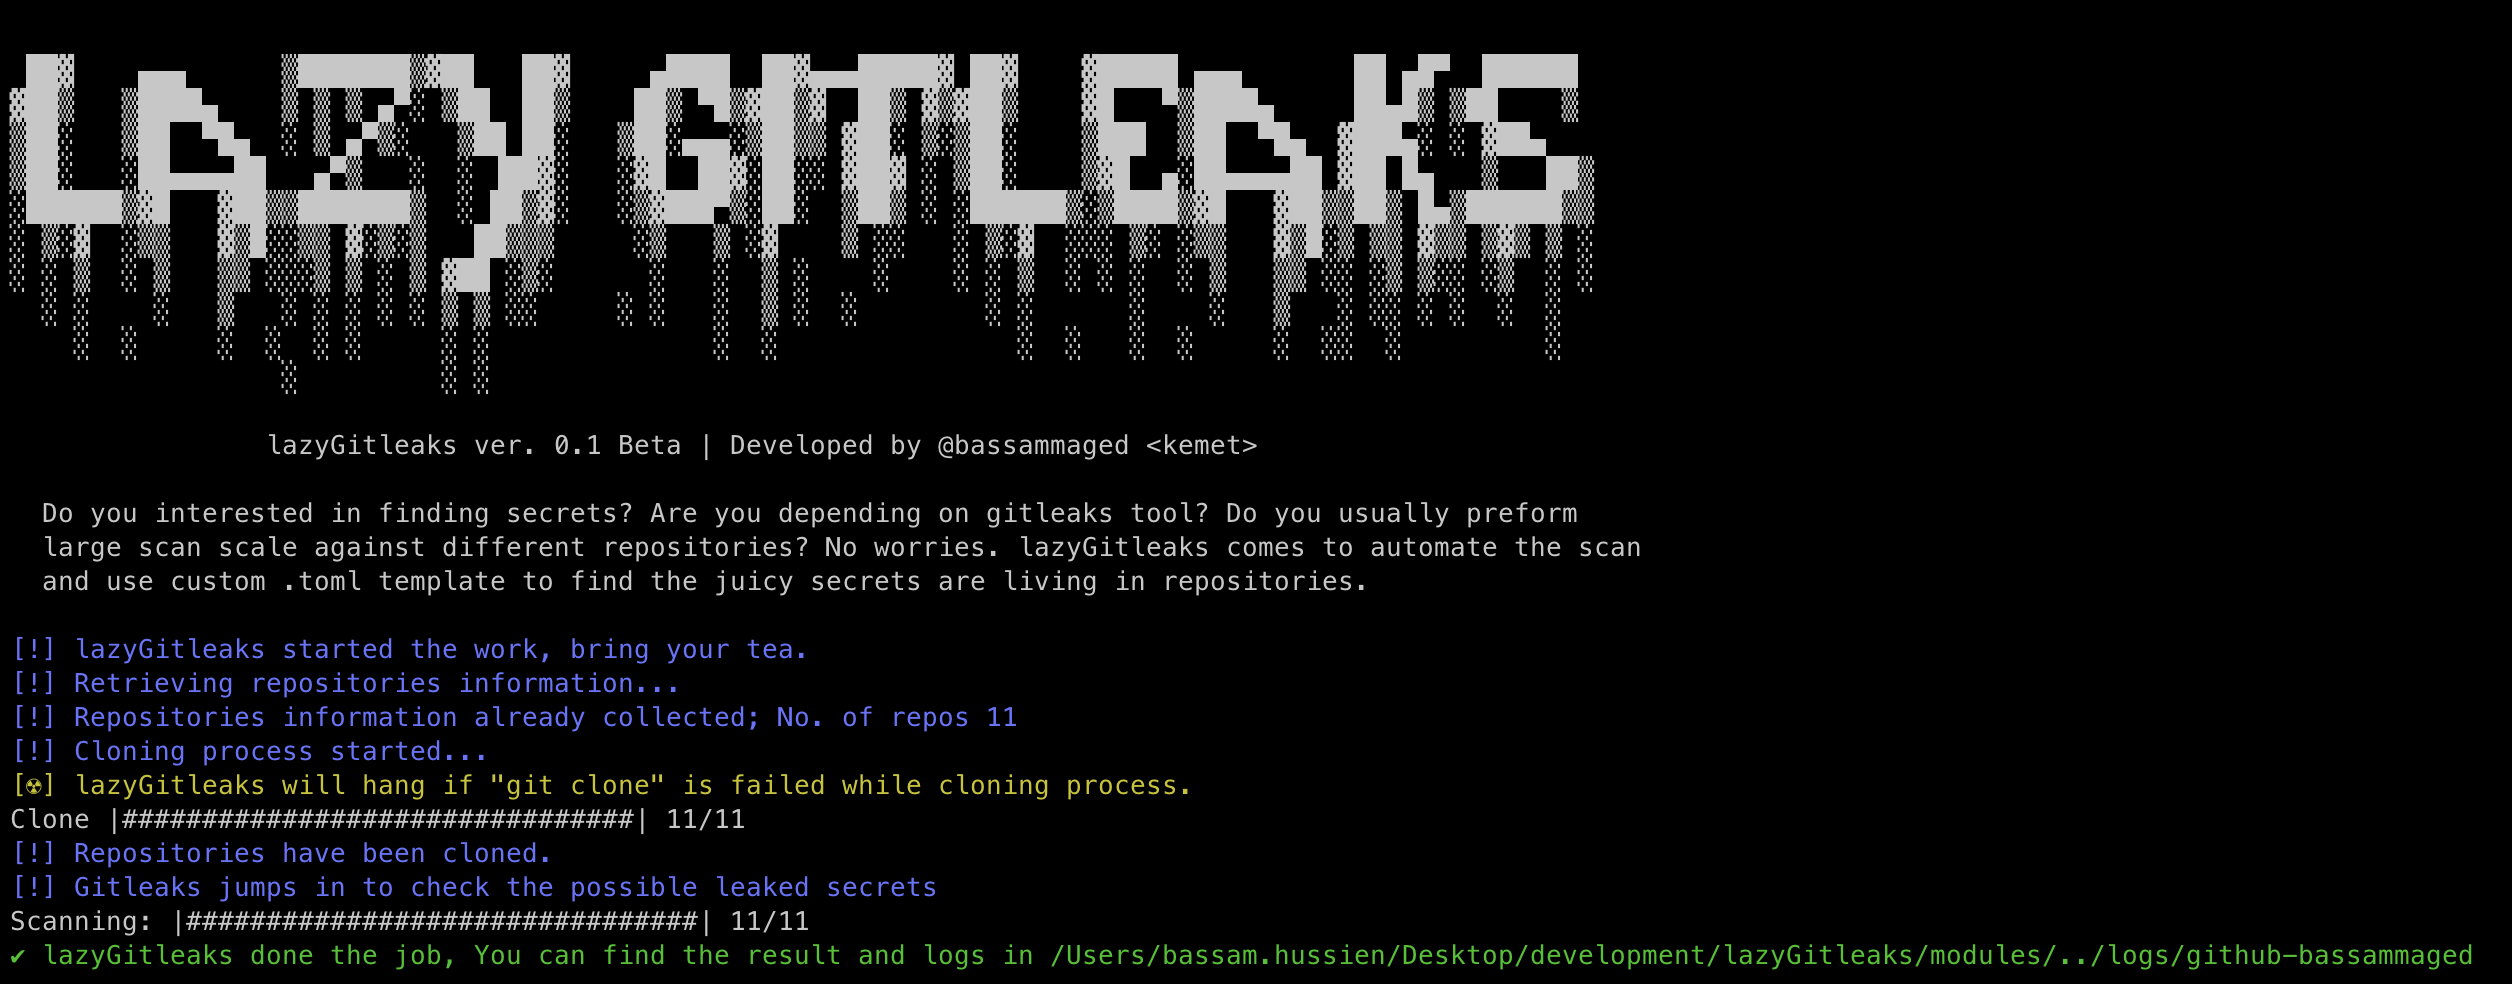 LAZY GITLEAKS
lazyGitleaks ver. 0.1 Beta | Developed by @bassammaged <kemet>
Do you interested in finding secrets? Are you depending on gitleaks tool? Do you usually preform
large scan scale against different repositories? No worries. lazyGitleaks comes to automate the scan
and use custom .toml template to find the juicy secrets are living in repositories.
[!] lazyGitleaks started the work, bring your tea.
[!] Retrieving repositories information...
[!] Repositories information already collected; No. of repos 11
[!] Cloning process started...
[☢] lazyGitleaks will hang if "git clone" is failed while cloning process.
Clone |################################| 11/11
[!] Repositories have been cloned.
[!] Gitleaks jumps in to check the possible leaked secrets
Scanning: |################################| 11/11
✔ lazyGitleaks done the job, You can find the result and logs in /Users/bassam.hussien/Desktop/development/lazyGitleaks/modules/../logs/github-bassammaged